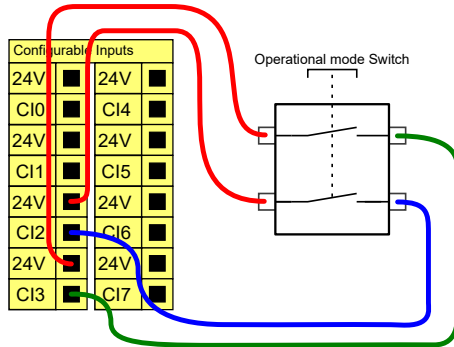 Configurable Inputs
24V 24V
CI0 CI4
24V 24V
CI1 CI5
24V 24V
CI2 CI6
24V 24V
CI3 CI7
Operational mode Switch